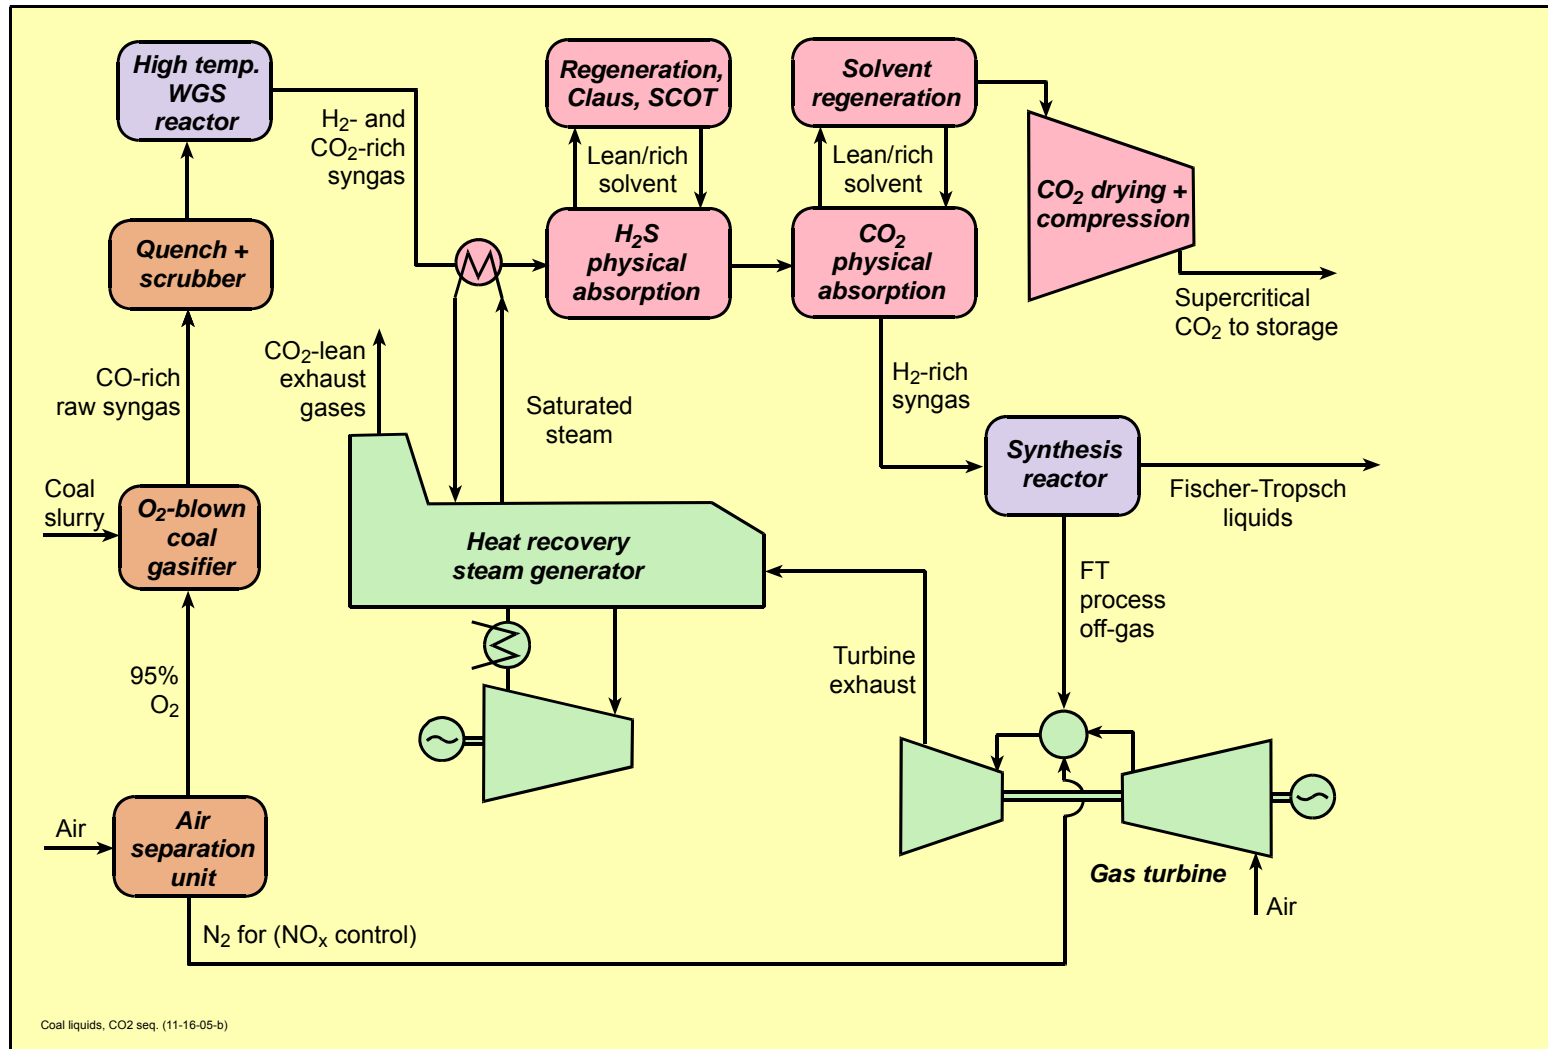 High temp.
WGS
reactor
H₂- and
CO₂-rich
syngas
Regeneration,
Claus, SCOT
Lean/rich
solvent
Solvent
regeneration
Lean/rich
solvent
CO₂ drying +
compression
Quench +
scrubber
H₂S
physical
absorption
CO₂
physical
absorption
Supercritical
CO₂ to storage
CO-rich
raw syngas
CO₂-lean
exhaust
gases
Saturated
steam
H₂-rich
syngas
Synthesis
reactor
Fischer-Tropsch
liquids
Coal
slurry
O₂-blown
coal
gasifier
Heat recovery
steam generator
FT
process
off-gas
95%
O₂
Turbine
exhaust
Air
Air
separation
unit
Gas turbine
Air
N₂ for (NOₓ control)
Coal liquids, CO2 seq. (11-16-05-b)